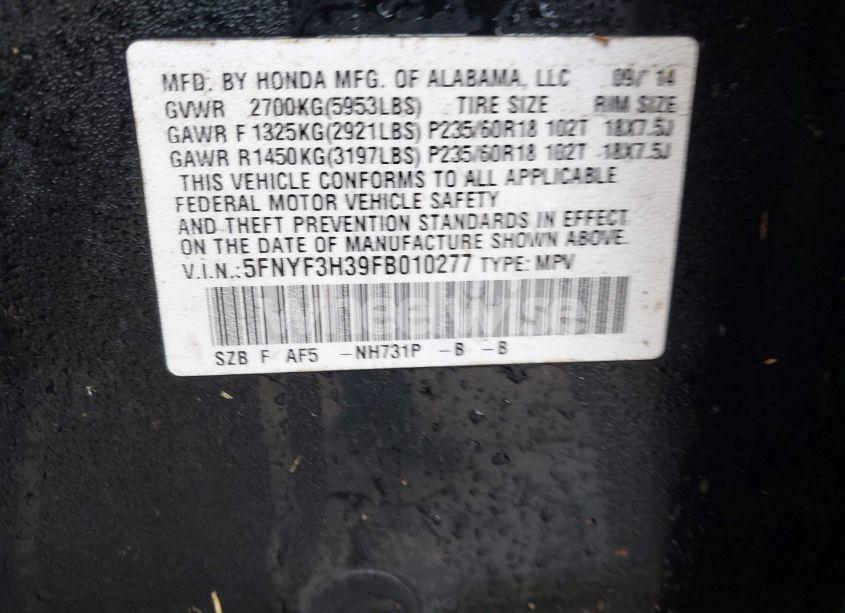 MFD. BY HONDA MFG. OF ALABAMA, LLC 09/ 14
GVWR 2700KG(5953LBS) TIRE SIZE RIM SIZE
GAWR F 1325KG(2921LBS) P235/60R18 102T 18X7.5J
GAWR R1450KG(3197LBS) P235/60R18 102T 18X7.5J
THIS VEHICLE CONFORMS TO ALL APPLICABLE
FEDERAL MOTOR VEHICLE SAFETY
AND THEFT PREVENTION STANDARDS IN EFFECT
ON THE DATE OF MANUFACTURE SHOWN ABOVE.
V.I.N.:5FNYF3H39FB010277 TYPE: MPV
SZB F AF5 -NH731P -B -B